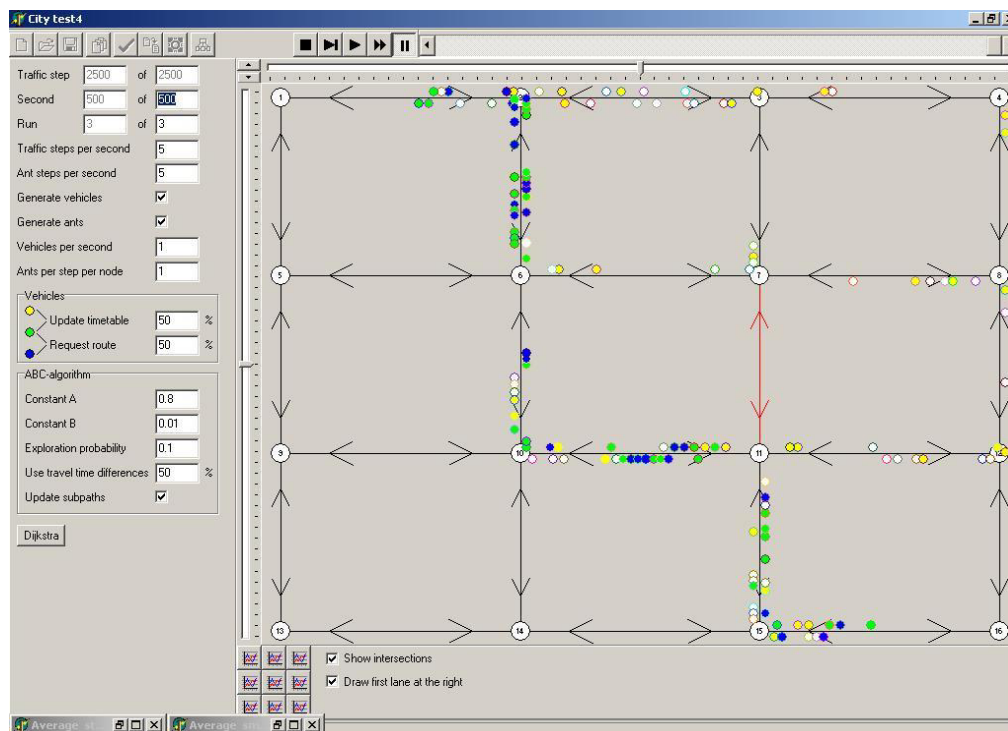 City test4
Traffic step 2500 of 2500
Second 500 of 500
Run 3 of 3
Traffic steps per second 5
Ant steps per second 5
Generate vehicles
Generate ants
Vehicles per second 1
Ants per step per node 1
Vehicles
Update timetable 50 %
Request route 50 %
ABC-algorithm
Constant A 0.8
Constant B 0.01
Exploration probability 0.1
Use travel time differences 50 %
Update subpaths
Dijkstra
1 3 4
5 6 7 8
9 10 11 12
13 14 15 16
Show intersections
Draw first lane at the right
Average Average